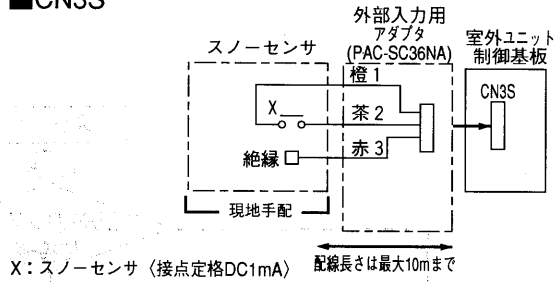 ■CN3S
外部入力用
アダプタ
(PAC-SC36NA)
スノーセンサ
室外ユニット
制御基板
橙 1
CN3S
X
茶 2
赤 3
絶縁
現地手配
X：スノーセンサ〈接点定格DC1mA〉
配線長さは最大10mまで